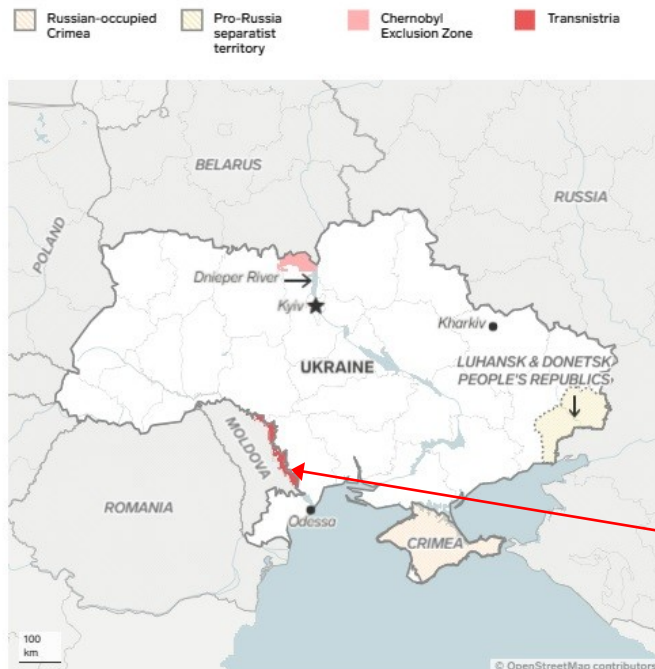 Russian-occupied
Crimea
Pro-Russia
separatist
territory
Chernobyl
Exclusion Zone
Transnistria
BELARUS
RUSSIA
POLAND
Dnieper River
Kyiv
Kharkiv
UKRAINE
LUHANSK & DONETSK
PEOPLE'S REPUBLICS
MOLDOVA
ROMANIA
Odessa
CRIMEA
100
km
© OpenStreetMap contributory